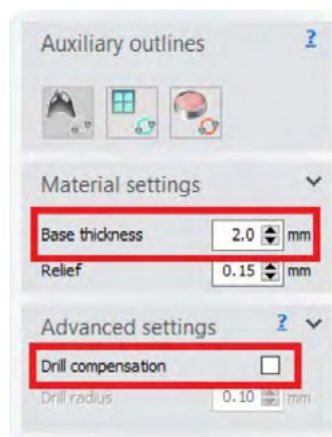 Auxiliary outlines ?
Material settings
Base thickness 2.0 mm
Relief 0.15 mm
Advanced settings ?
Drill compensation
Drill radius 0.10 mm